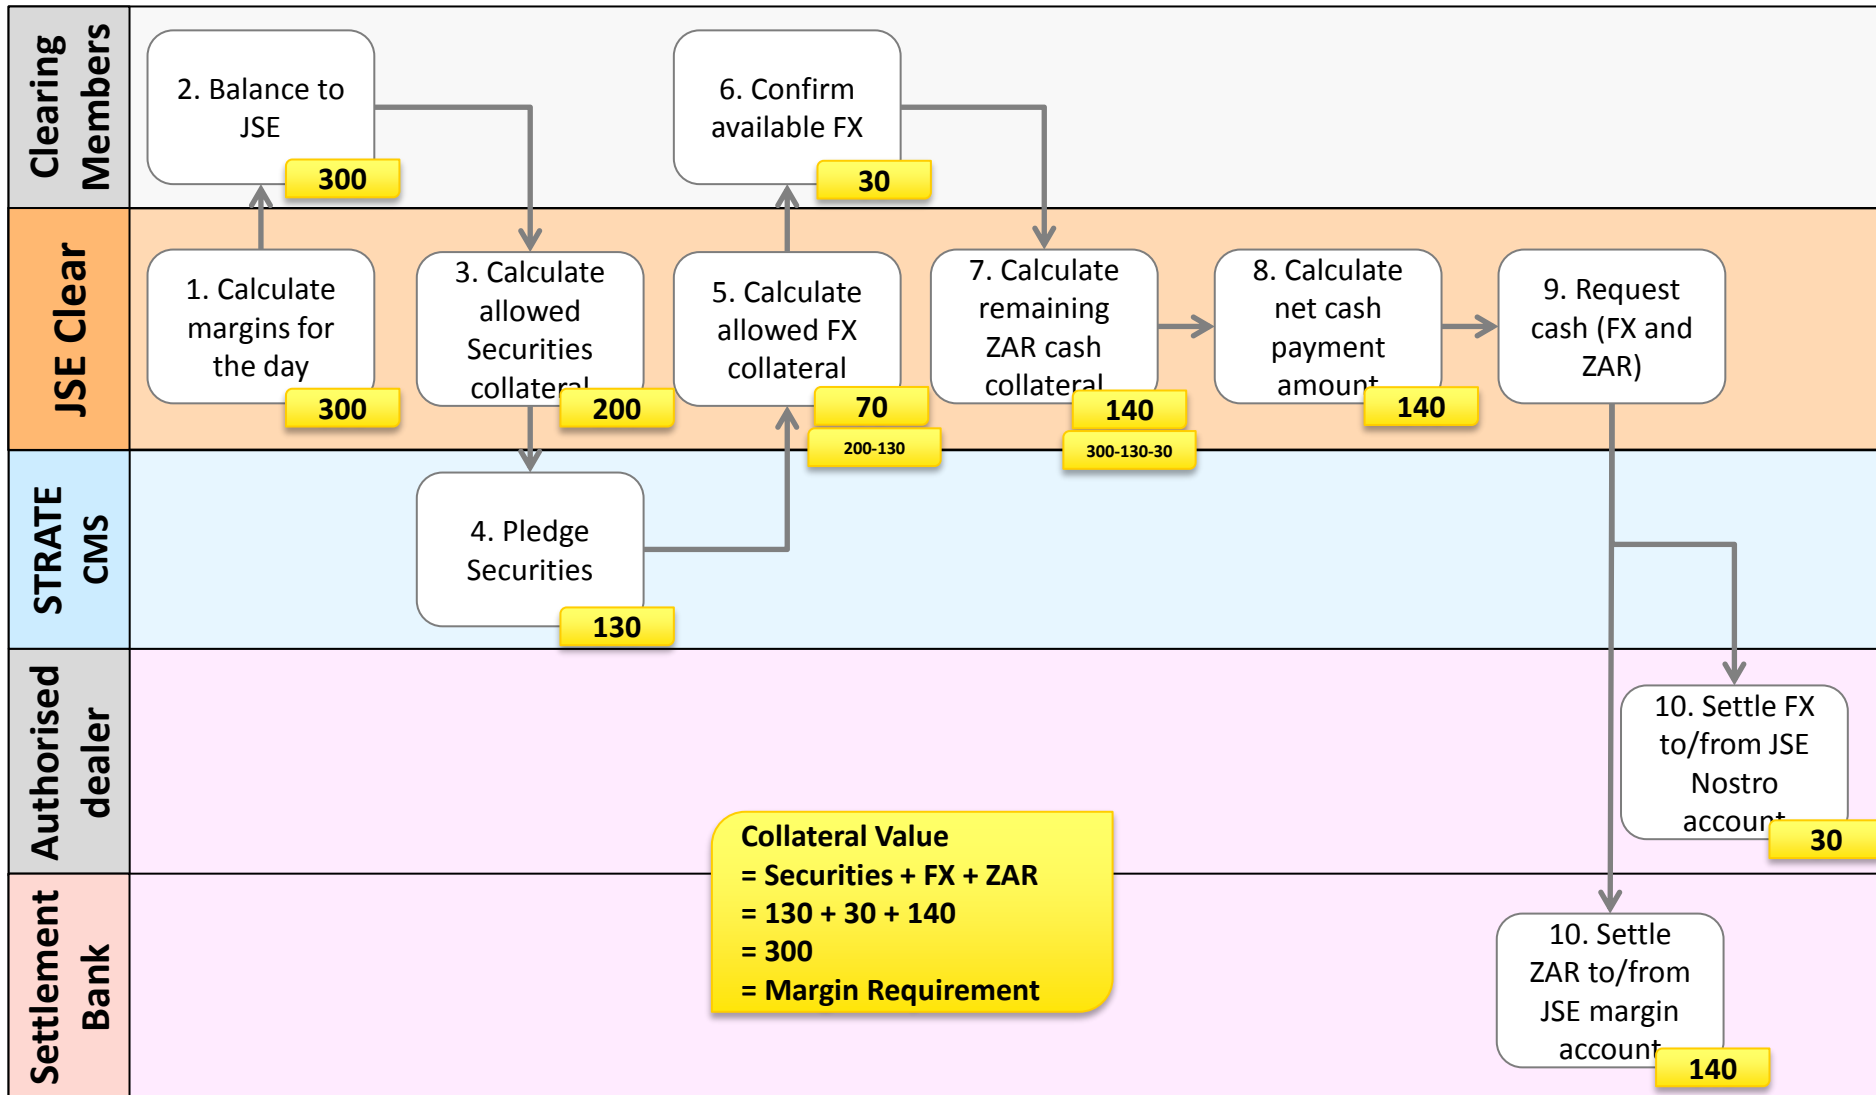 Clearing
Members
2. Balance to
JSE
300
6. Confirm
available FX
30
JSE Clear
1. Calculate
margins for
the day
300
3. Calculate
allowed
Securities
collateral
200
5. Calculate
allowed FX
collateral
70
200-130
7. Calculate
remaining
ZAR cash
collateral
140
300-130-30
8. Calculate
net cash
payment
amount
140
9. Request
cash (FX and
ZAR)
STRATE
CMS
4. Pledge
Securities
130
Authorised
dealer
10. Settle FX
to/from JSE
Nostro
account
30
Collateral Value
= Securities + FX + ZAR
= 130 + 30 + 140
= 300
= Margin Requirement
Settlement
Bank
10. Settle
ZAR to/from
JSE margin
account
140